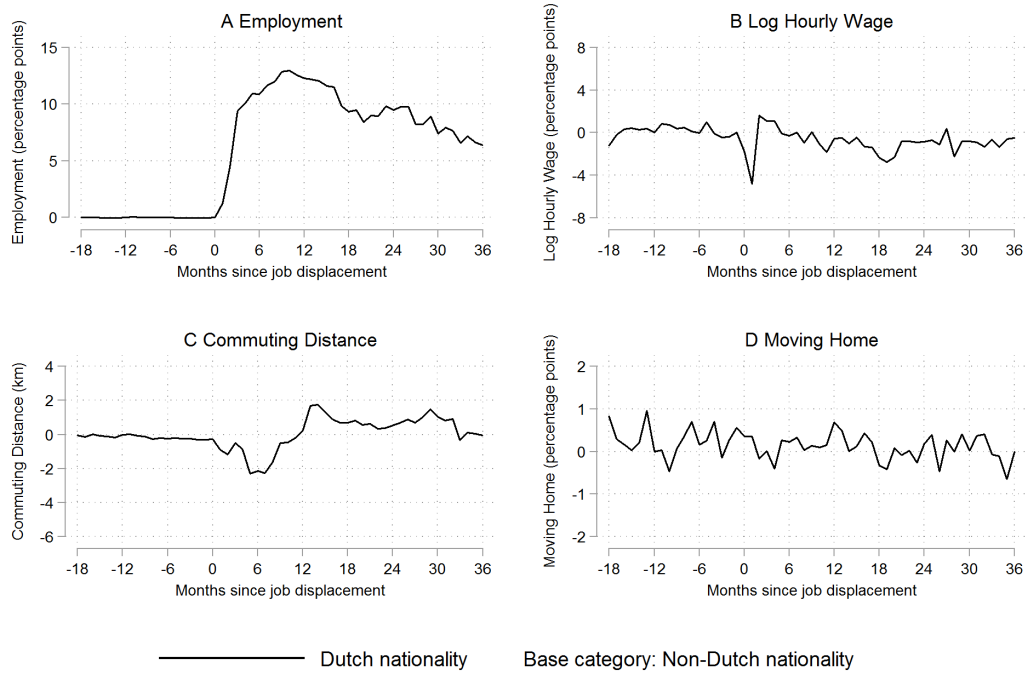 A Employment
Employment (percentage points)
15
10
5
0
-18 -12 -6 0 6 12 18 24 30 36
Months since job displacement
B Log Hourly Wage
Log Hourly Wage (percentage points)
8
4
0
-4
-8
-18 -12 -6 0 6 12 18 24 30 36
Months since job displacement
C Commuting Distance
Commuting Distance (km)
4
2
0
-2
-4
-6
-18 -12 -6 0 6 12 18 24 30 36
Months since job displacement
D Moving Home
Moving Home (percentage points)
2
1
0
-1
-2
-18 -12 -6 0 6 12 18 24 30 36
Months since job displacement
Dutch nationality Base category: Non-Dutch nationality